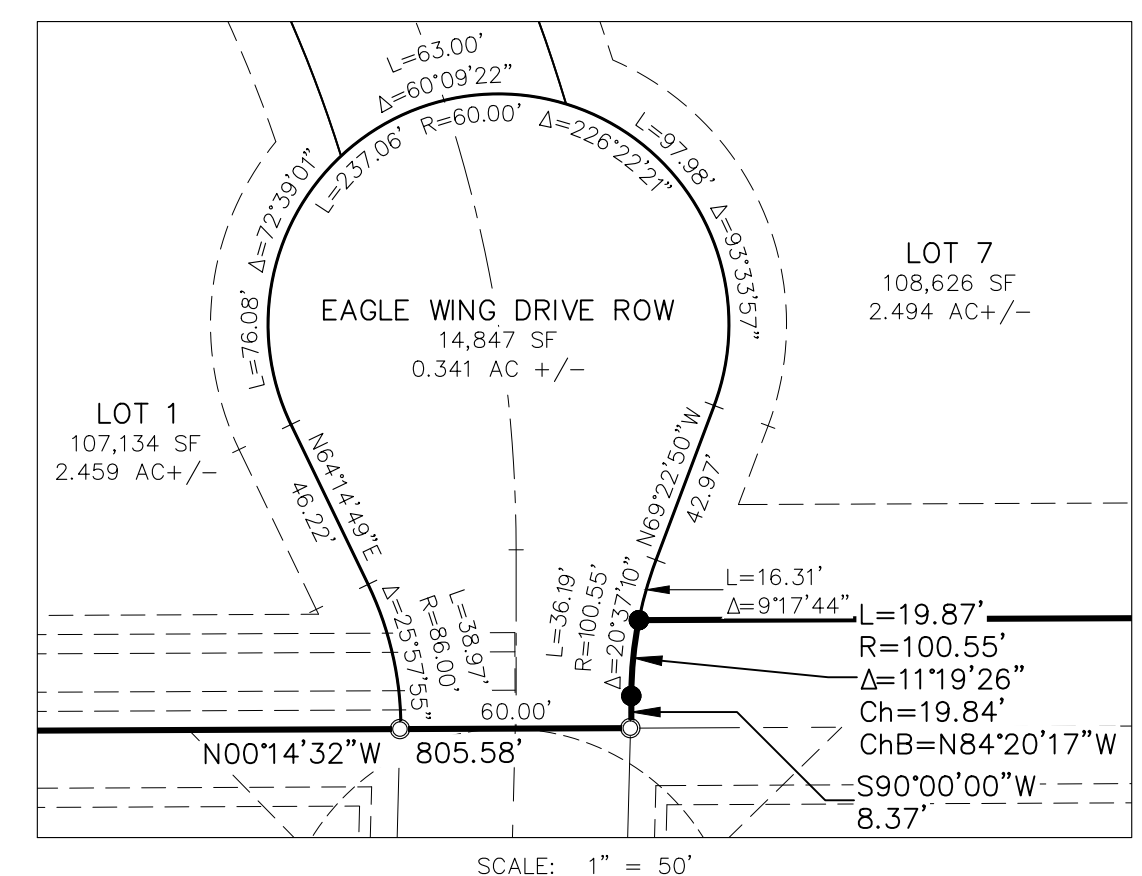 L=63.00'
Δ=60°09'22"
L=237.06' R=60.00' Δ=226°22'21"
L=97.98' Δ=93°33'57"
L=76.08' Δ=72°39'01"
EAGLE WING DRIVE ROW
14,847 SF
0.341 AC +/-
LOT 7
108,626 SF
2.494 AC+/-
LOT 1
107,134 SF
2.459 AC+/-
N64°14'49"E
46.22'
N69°22'50"W
42.97'
Δ=25°57'55"
R=86.00'
L=38.97'
L=36.19'
R=100.55'
Δ=20°37'10"
L=16.31'
Δ=9°17'44"
L=19.87'
R=100.55'
Δ=11°19'26"
Ch=19.84'
ChB=N84°20'17"W
S90°00'00"W
8.37'
60.00'
N00°14'32"W 805.58'
SCALE: 1" = 50'